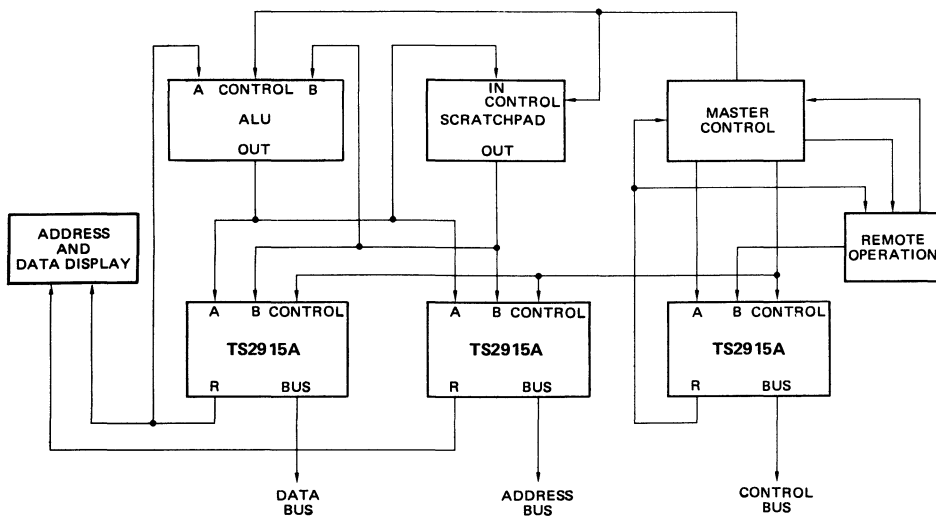 A CONTROL B
ALU
OUT
IN
CONTROL
SCRATCHPAD
OUT
MASTER
CONTROL
ADDRESS
AND
DATA DISPLAY
REMOTE
OPERATION
A B CONTROL
TS2915A
R BUS
A B CONTROL
TS2915A
R BUS
A B CONTROL
TS2915A
R BUS
DATA
BUS
ADDRESS
BUS
CONTROL
BUS